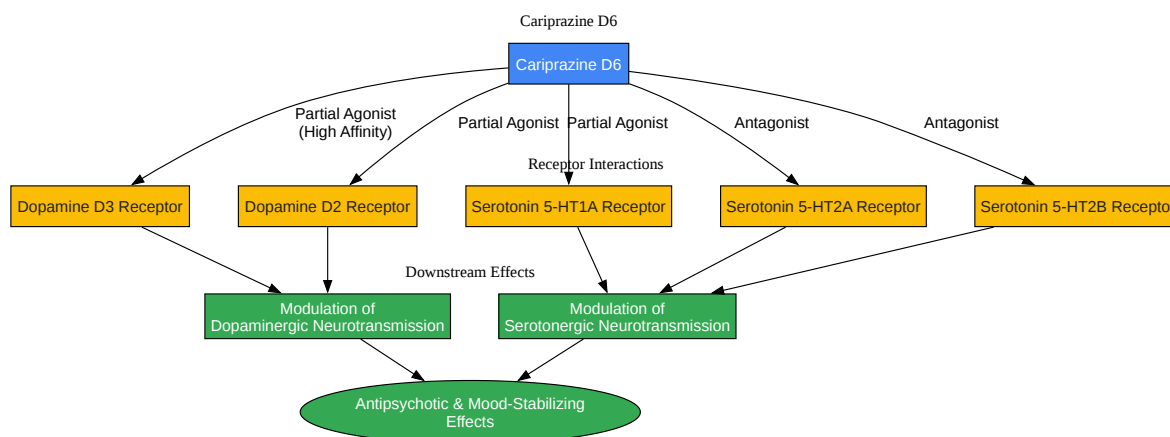 Cariprazine D6
Cariprazine D6
Partial Agonist
(High Affinity)
Partial Agonist
Partial Agonist
Antagonist
Antagonist
Receptor Interactions
Dopamine D3 Receptor
Dopamine D2 Receptor
Serotonin 5-HT1A Receptor
Serotonin 5-HT2A Receptor
Serotonin 5-HT2B Receptor
Downstream Effects
Modulation of
Dopaminergic Neurotransmission
Modulation of
Serotonergic Neurotransmission
Antipsychotic & Mood-Stabilizing
Effects